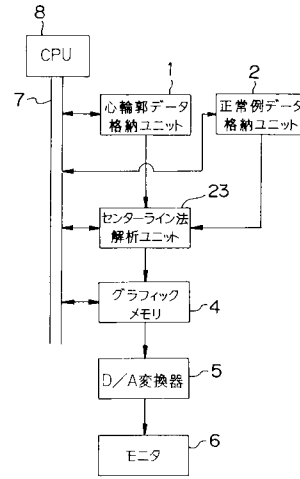 8
CPU
7
1
心輪郭データ
格納ユニット
2
正常例データ
格納ユニット
23
センターライン法
解析ユニット
グラフィック
メモリ
4
D/A変換器
5
モニタ
6